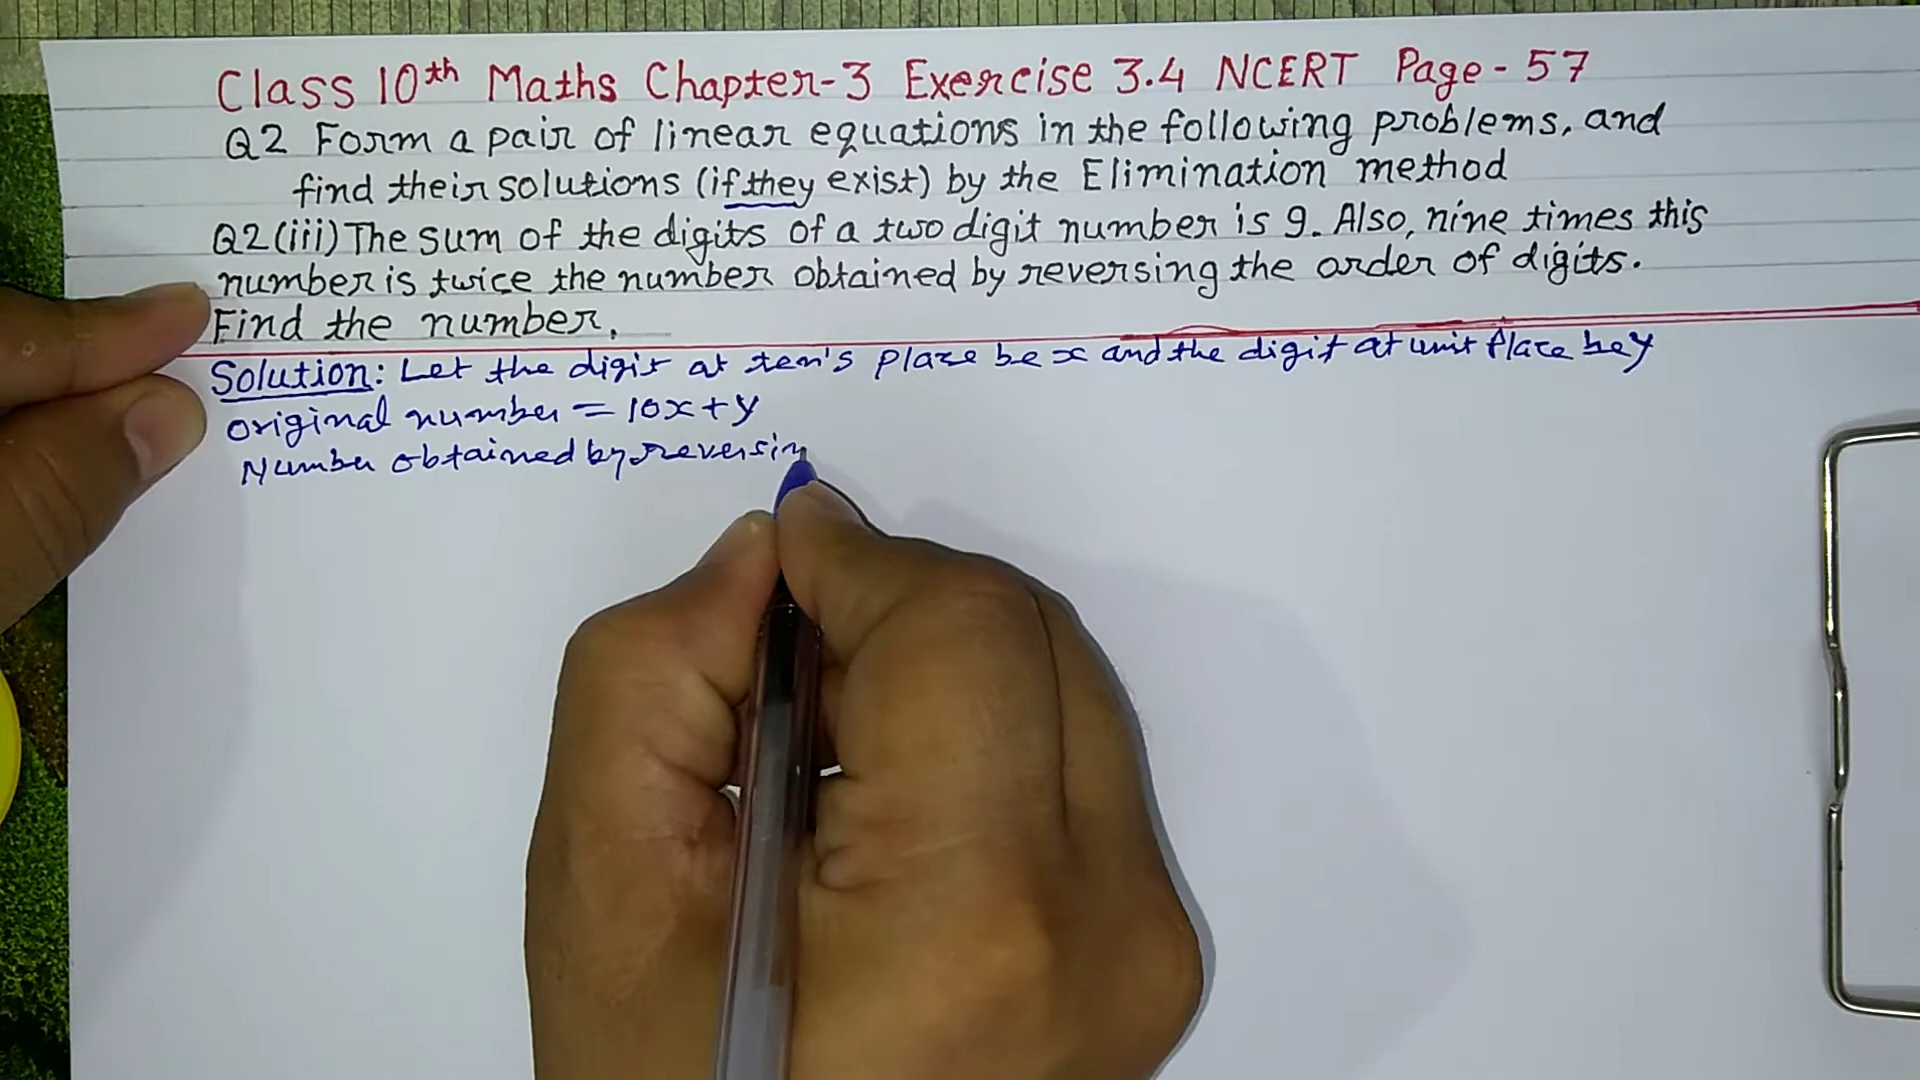 Class 10th Maths Chapter-3 Exercise 3.4 NCERT Page-57
Q2 Form a pair of linear equations in the following problems, and
find their solutions (if they exist) by the Elimination method
Q2(iii) The sum of the digits of a two digit number is 9. Also, nine times this
number is twice the number obtained by reversing the order of digits.
Find the number.
Solution: Let the digit at ten's place be x and the digit at unit place be y
original number = 10x+y
Number obtained by reversin